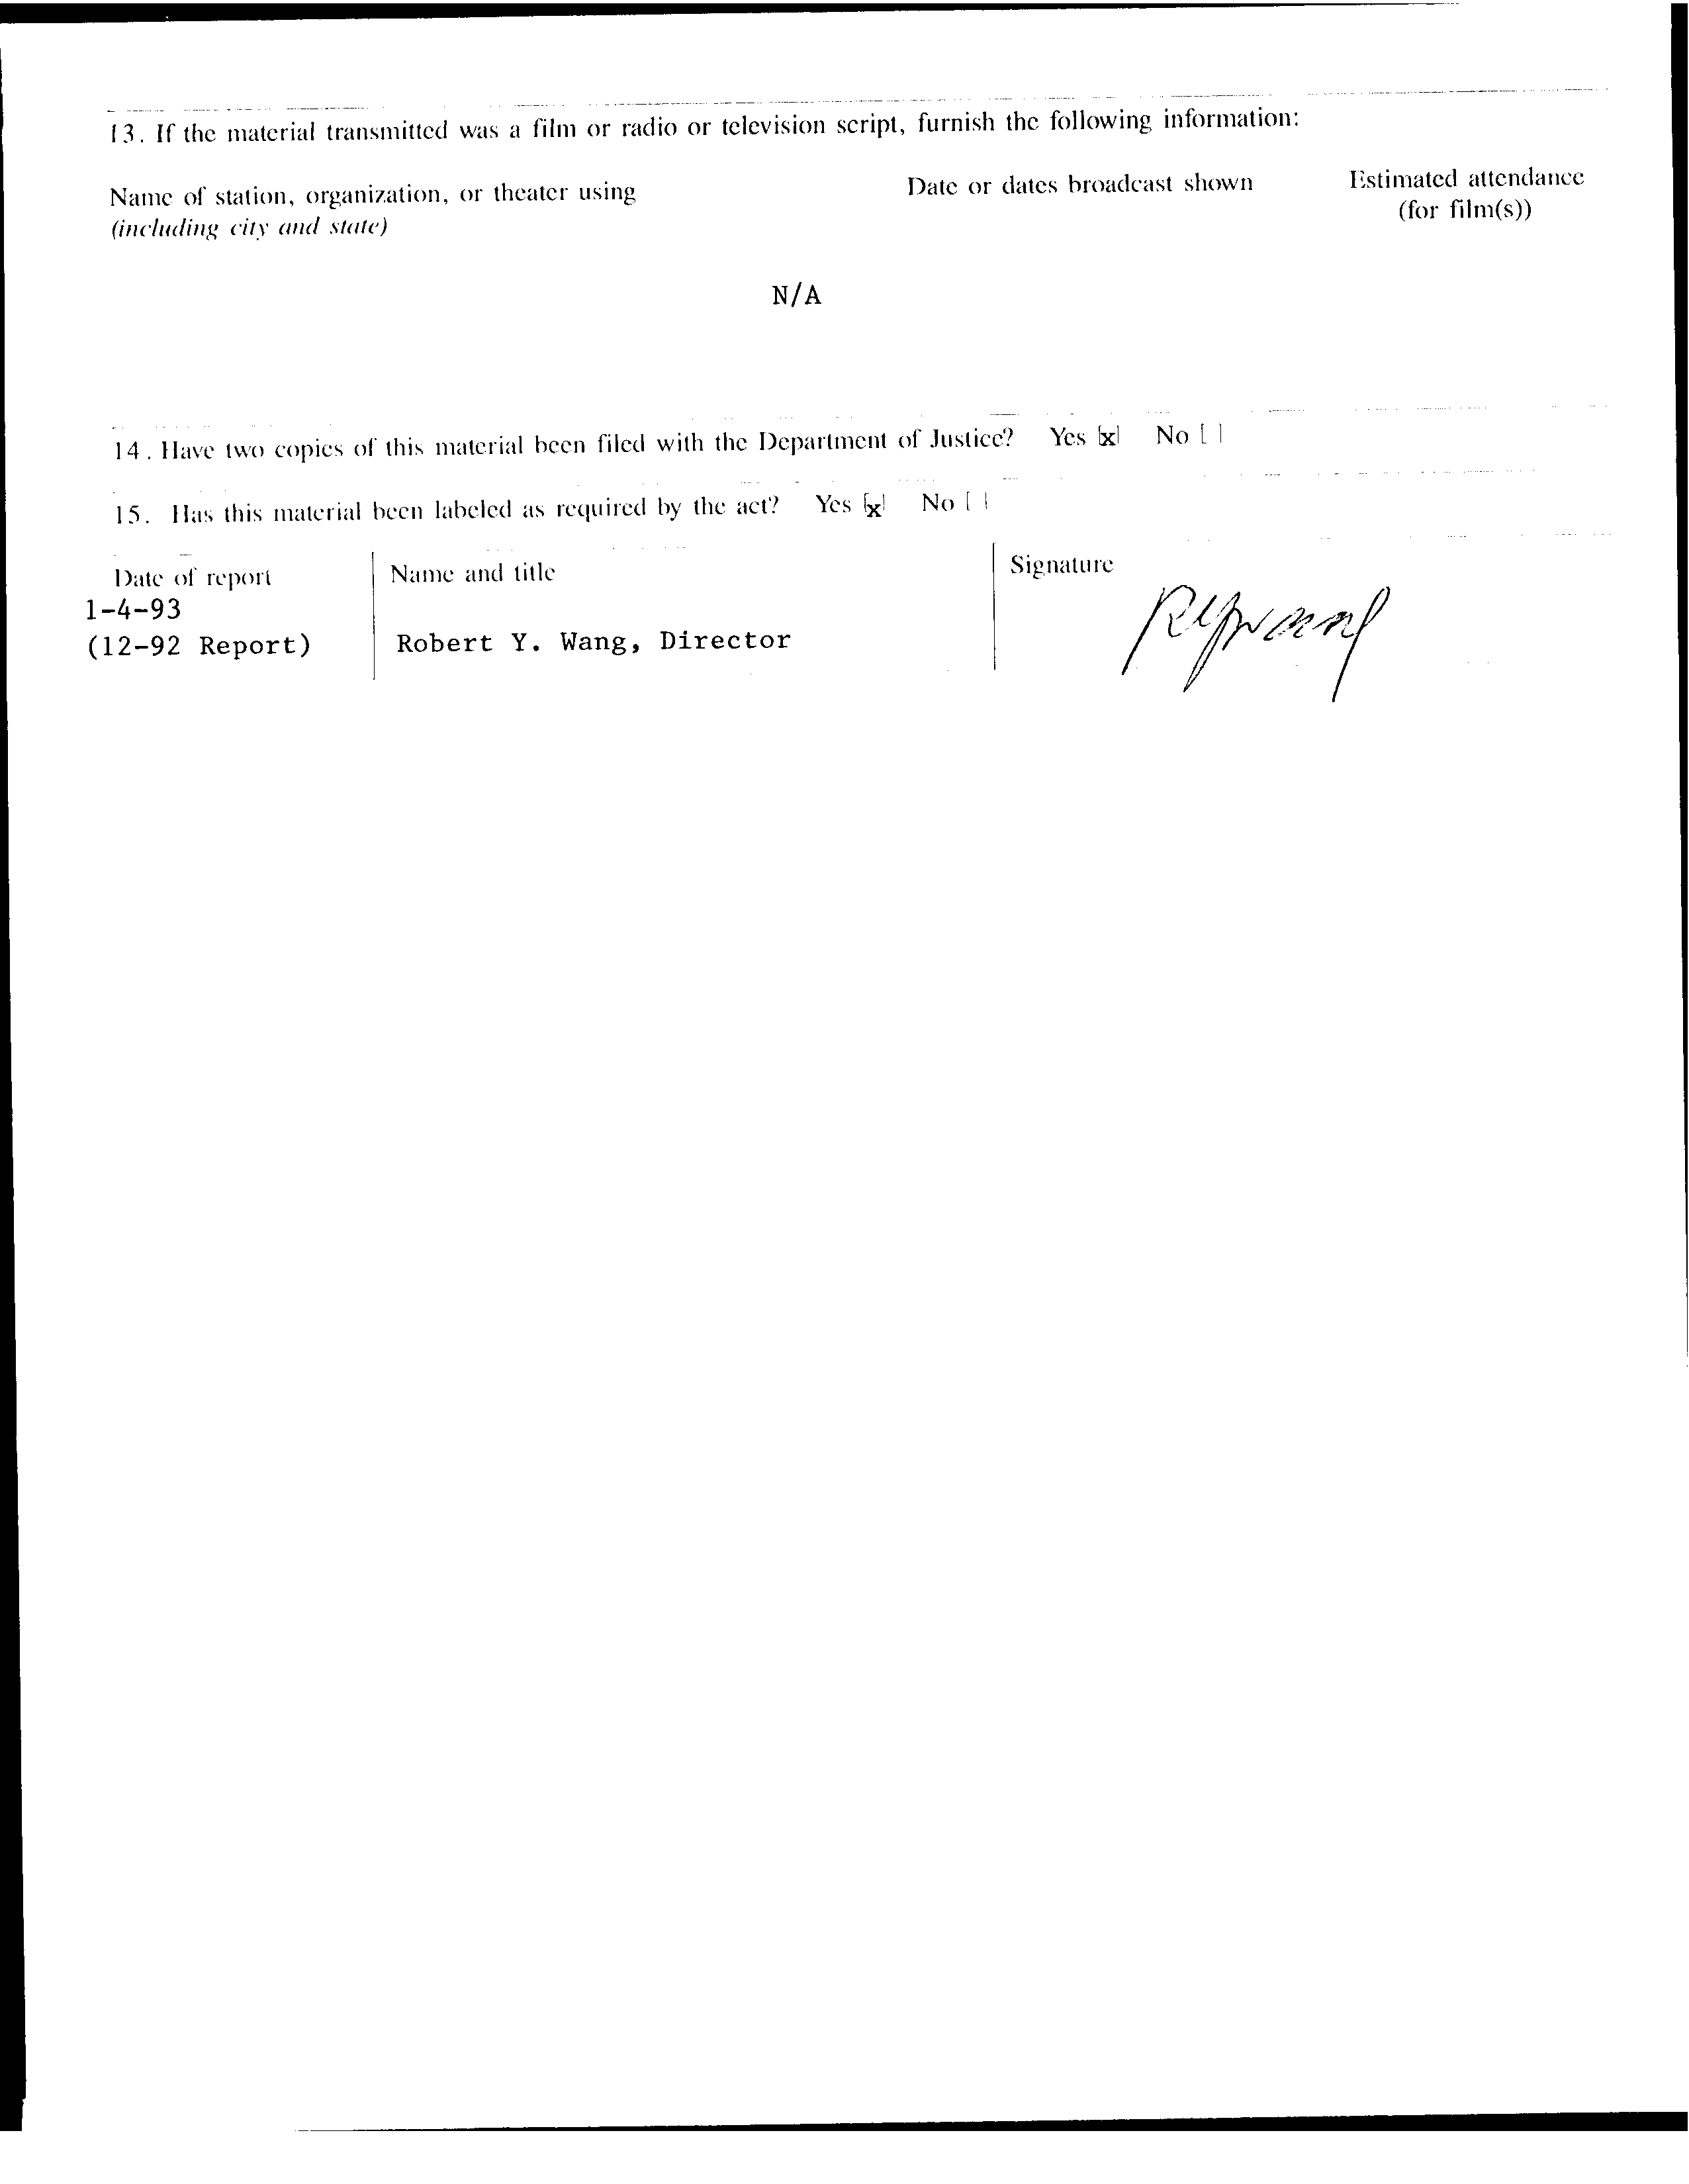 13. If the material transmitted was a film or radio or television script, furnish the following information:
Name of station, organization, or theater using
(including city and state)
Date or dates broadcast shown
Estimated attendance
(for film(s))
N/A
14. Have two copies of this material been filed with the Department of Justice? Yes [x] No [ ]
15. Has this material been labeled as required by the act? Yes [x] No [ ]
Date of report
1-4-93
(12-92 Report)
Name and title
Robert Y. Wang, Director
Signature